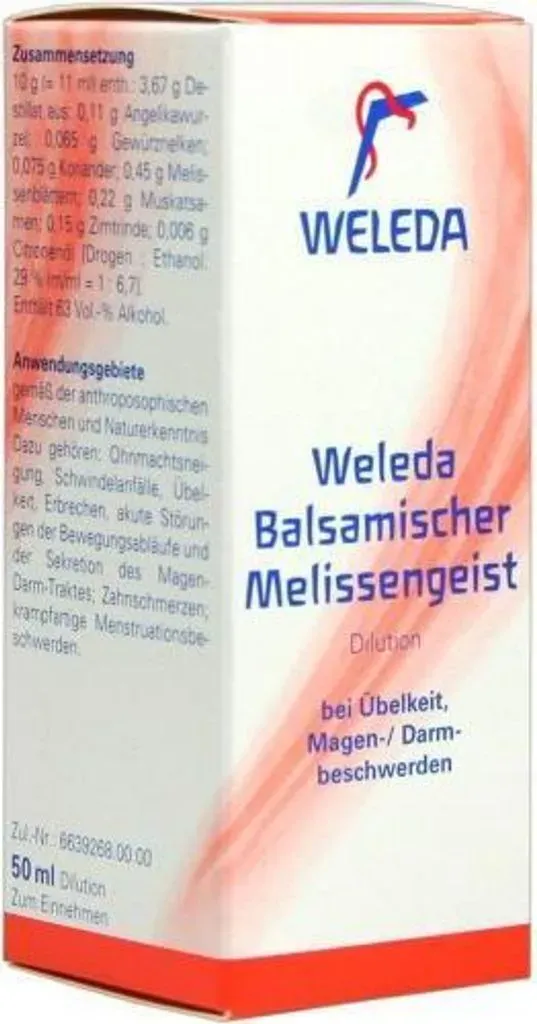 Zusammensetzung
10 g (= 11 ml) enth.: 3,67 g De-
stillat aus: 0,11 g Angelikawur-
zel; 0,065 g Gewürznelken;
0,075 g Koriander; 0,45 g Melis-
senblättern; 0,22 g Muskatsa-
men; 0,15 g Zimtrinde; 0,006 g
Citronenöl [Drogen : Ethanol.
29 % (m/m) = 1 : 6,7].
Enthält 63 Vol.-% Alkohol.
Anwendungsgebiete
gemäß der anthroposophischen
Menschen und Naturerkenntnis
Dazu gehören: Ohnmachtsnei-
gung, Schwindelanfälle, Übel-
keit, Erbrechen, akute Störun-
gen der Bewegungsabläufe und
der Sekretion des Magen-
Darm-Traktes; Zahnschmerzen;
krampfartige Menstruationsbe-
schwerden.
Zul.-Nr.: 6639268.00.00
50 ml Dilution
Zum Einnehmen
WELEDA
Weleda
Balsamischer
Melissengeist
Dilution
bei Übelkeit,
Magen-/ Darm-
beschwerden